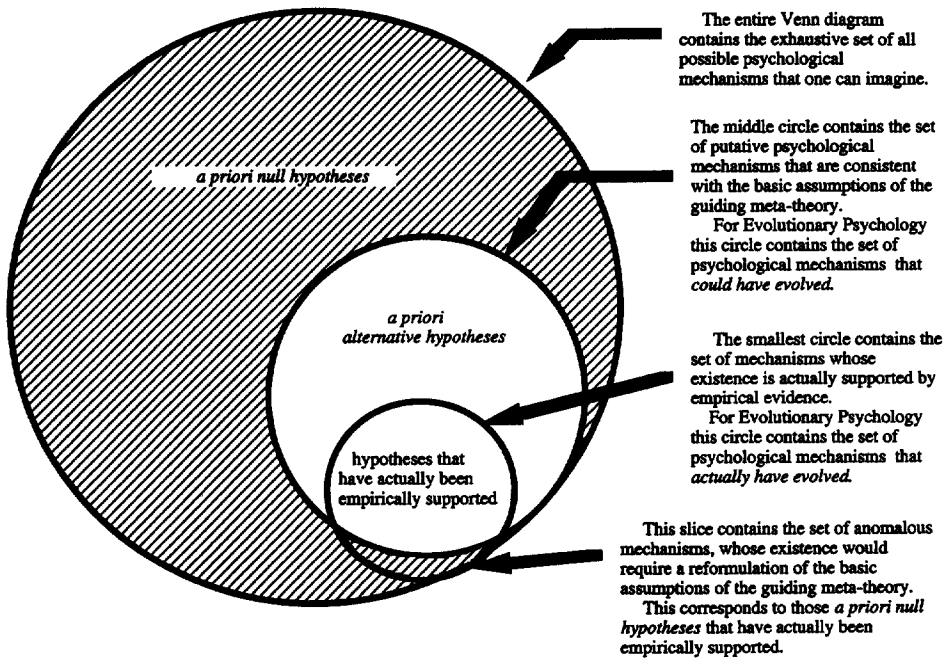 The entire Venn diagram
contains the exhaustive set of all
possible psychological
mechanisms that one can imagine.
The middle circle contains the set
of putative psychological
mechanisms that are consistent
with the basic assumptions of the
guiding meta-theory.
For Evolutionary Psychology
this circle contains the set of
psychological mechanisms that
could have evolved.
a priori null hypotheses
a priori
alternative hypotheses
The smallest circle contains the
set of mechanisms whose
existence is actually supported by
empirical evidence.
For Evolutionary Psychology
this circle contains the set of
psychological mechanisms that
actually have evolved.
hypotheses that
have actually been
empirically supported
This slice contains the set of anomalous
mechanisms, whose existence would
require a reformulation of the basic
assumptions of the guiding meta-theory.
This corresponds to those a priori null
hypotheses that have actually been
empirically supported.